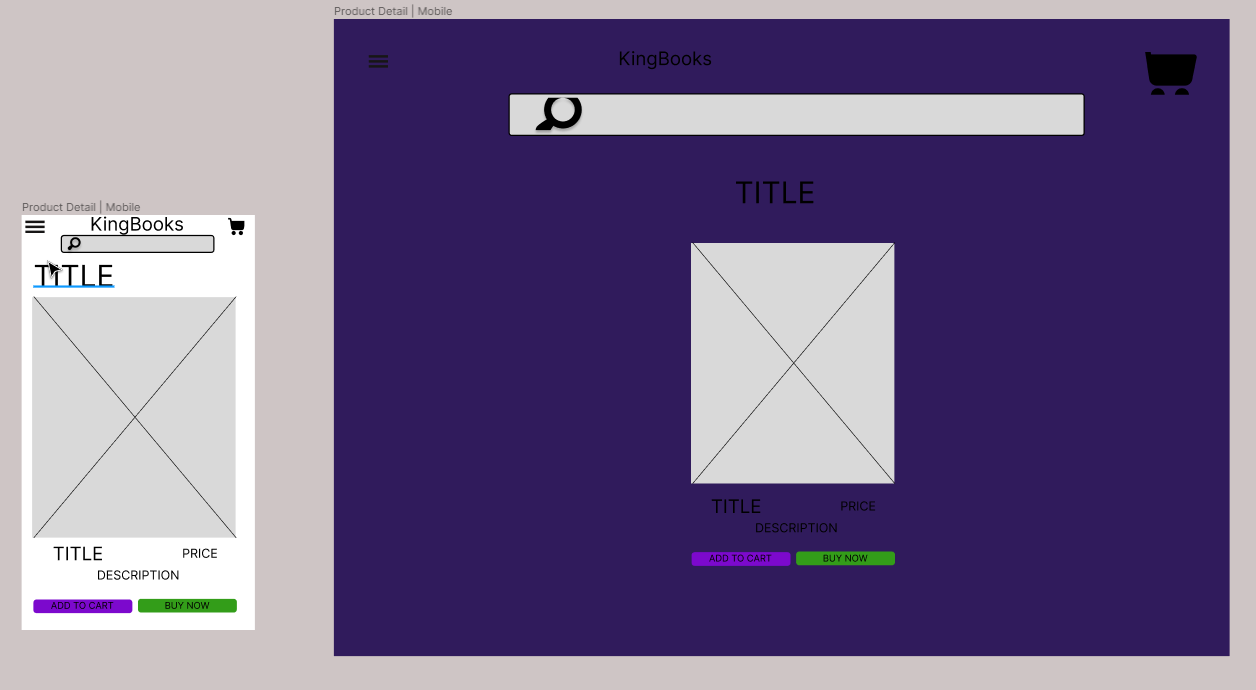 Product Detail | Mobile
KingBooks
TITLE
TITLE PRICE
DESCRIPTION
ADD TO CART BUY NOW
Product Detail | Mobile
KingBooks
TITLE
TITLE PRICE
DESCRIPTION
ADD TO CART BUY NOW